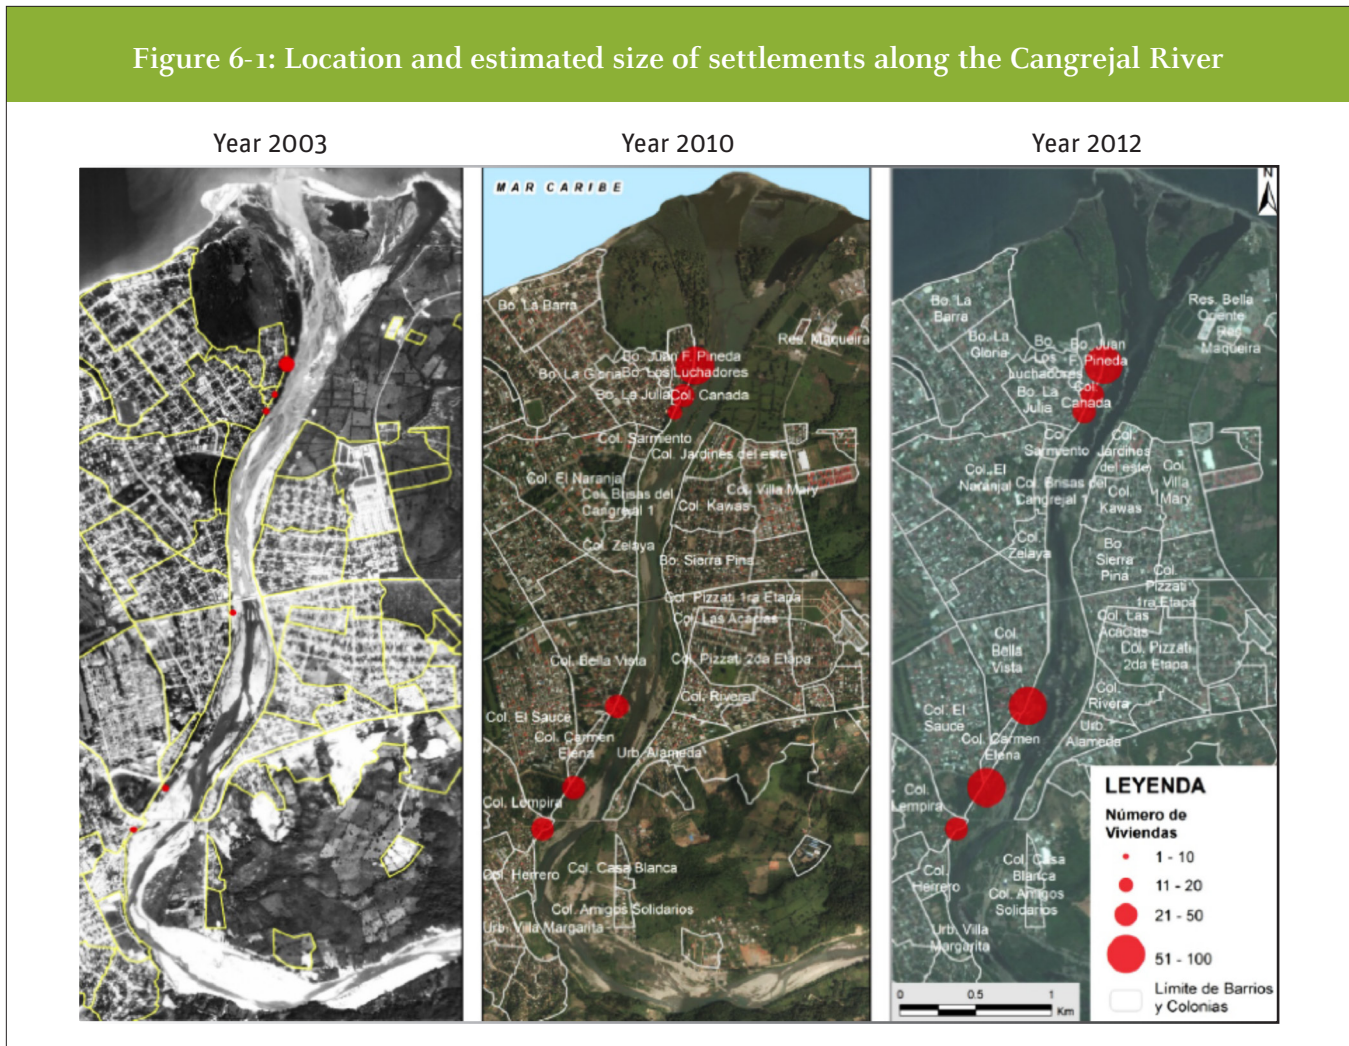 Figure 6-1: Location and estimated size of settlements along the Cangrejal River
Year 2003
Year 2010
Year 2012
MAR CARIBE
Bo. La Barra
Res. Maqueira
Bo. Juan F. Pineda
Bo. La Gloria
Bo. Los Luchadores
Bo. La Julia
Col. Canada
Col. Sarmiento
Col. Jardines del este
Col. El Naranjal
Col. Villa Mary
Col. Brisas del
Cangrejal 1
Col. Kawas
Col. Zelaya
Bo. Sierra Pina
Col. Pizzati 1ra Etapa
Col. Las Acacias
Col. Bella Vista
Col. Pizzati 2da Etapa
Col. Rivera
Col. El Sauce
Col. Carmen
Elena
Urb. Alameda
Col. Lempira
Col. Casa Blanca
Col. Herrero
Col. Amigos Solidarios
Urb. Villa Margarita
N
Bo. La
Barra
Res. Bella
Oriente
Res.
Maqueira
Bo. La
Gloria
Bo.
Los
Luchadores
Bo. Juan
F. Pineda
Bo. La
Julia
Col.
Canada
Col.
Sarmiento
Col.
Jardines
del este
Col. El
Naranjal
Col. Brisas del
Cangrejal 1
Col.
Villa
Mary
Col.
Kawas
Col.
Zelaya
Bo
Sierra
Pina
Col.
Pizzati
1ra Etapa
Col. Las
Acacias
Col.
Bella
Vista
Col. Pizzati
2da Etapa
Col.
Rivera
Col. El
Sauce
Col. Carmen
Elena
Urb.
Alameda
Col.
Lempira
Col. Casa
Blanca
Col.
Herrero
Col. Amigos
Solidarios
Urb. Villa
Margarita
LEYENDA
Número de
Viviendas
1 - 10
11 - 20
21 - 50
51 - 100
Límite de Barrios
y Colonias
0 0.5 1
Km